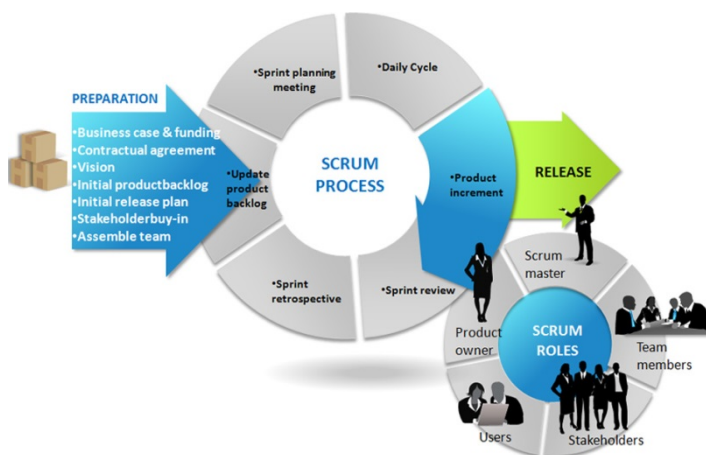 PREPARATION
•Business case & funding
•Contractual agreement
•Vision
•Initial productbacklog
•Initial release plan
•Stakeholderbuy-in
•Assemble team
•Sprint planning
meeting
•Daily Cycle
•Update
product
backlog
SCRUM
PROCESS
•Product
increment
RELEASE
•Sprint
retrospective
•Sprint review
Scrum
master
Product
owner
SCRUM
ROLES
Team
members
Users
Stakeholders